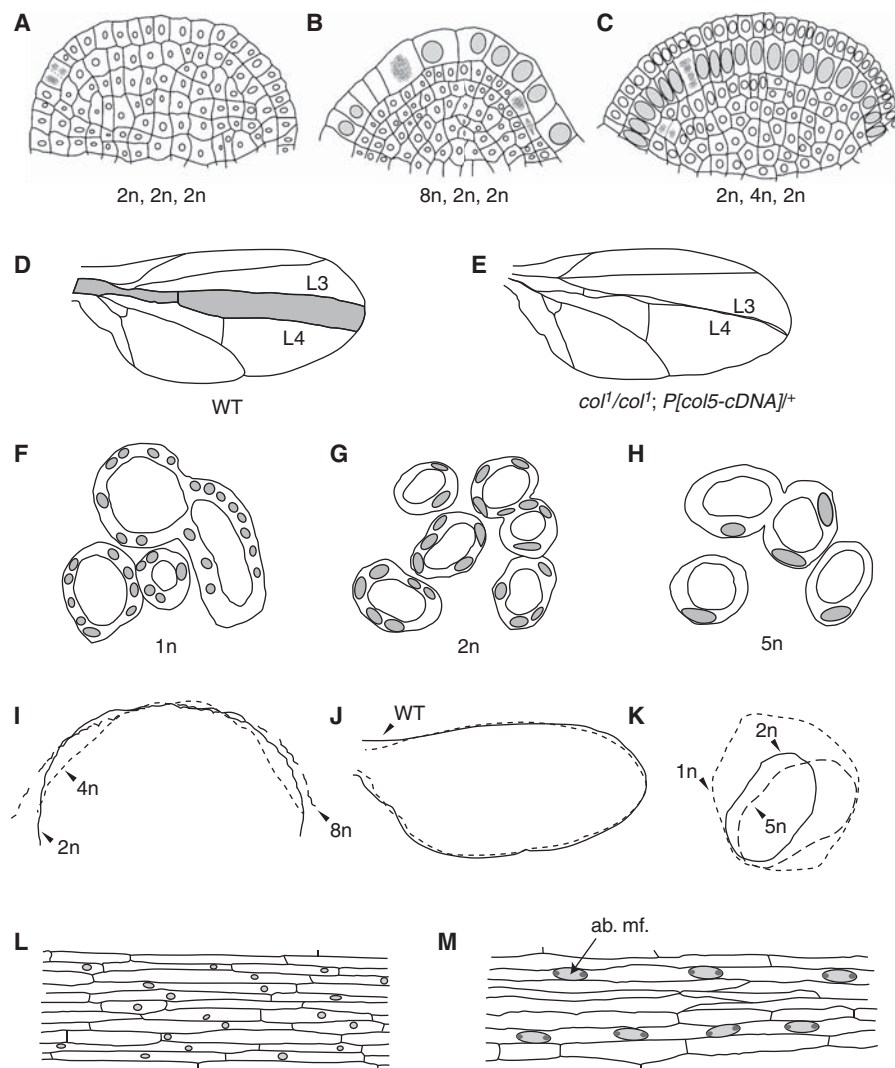 A
B
C
2n, 2n, 2n
8n, 2n, 2n
2n, 4n, 2n
D
E
L3
L4
L3
L4
WT
col¹/col¹; P[col5-cDNA]/⁺
F
G
H
1n
2n
5n
I
J
K
WT
2n
1n
5n
4n
8n
2n
L
M
ab. mf.